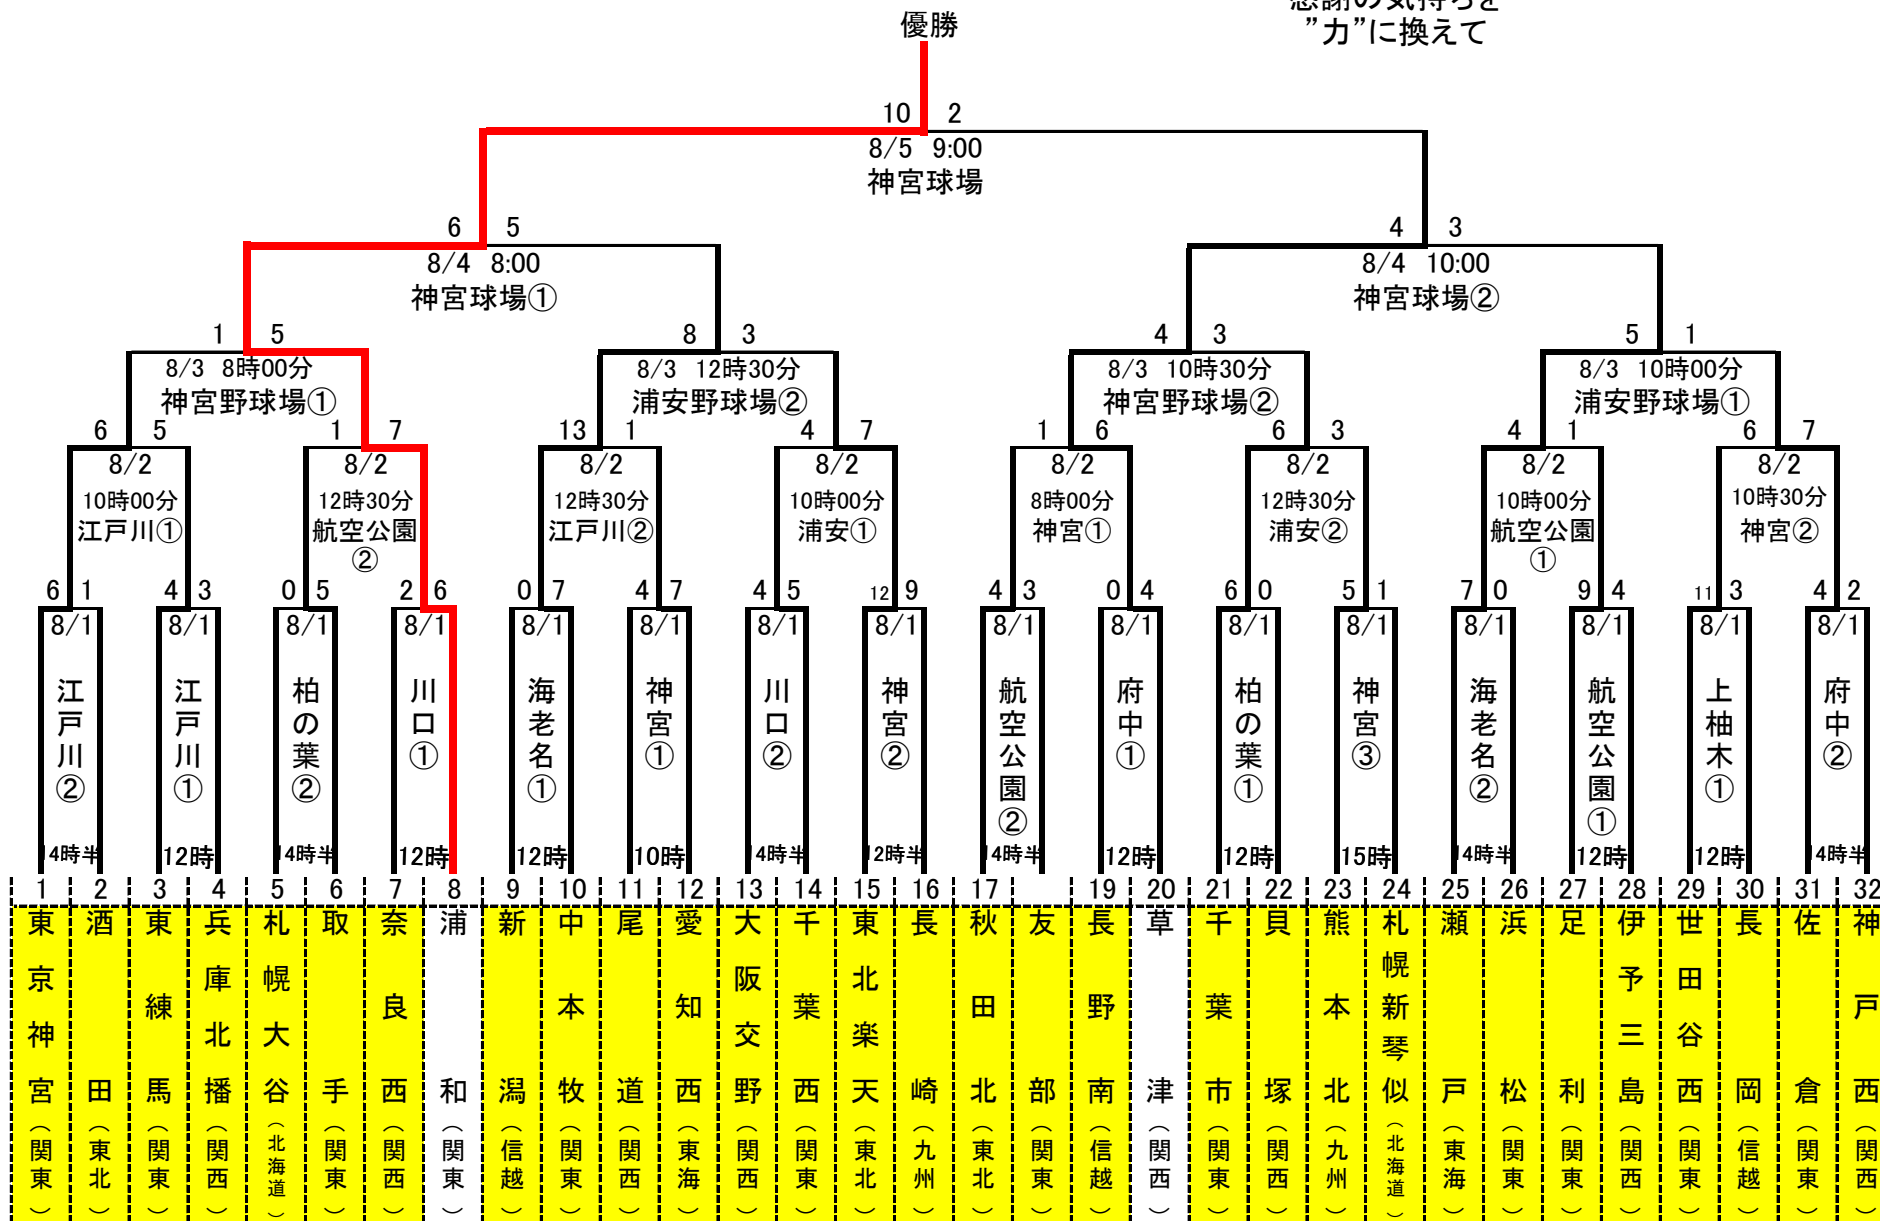 感謝の気持ちを
”力”に換えて
優勝
10 2
8/5 9:00
神宮球場
6 5
8/4 8:00
神宮球場①
4 3
8/4 10:00
神宮球場②
1 5
8/3 8時00分
神宮野球場①
8 3
8/3 12時30分
浦安野球場②
4 3
8/3 10時30分
神宮野球場②
5 1
8/3 10時00分
浦安野球場①
6 5
8/2
10時00分
江戸川①
1 7
8/2
12時30分
航空公園
②
13 1
8/2
12時30分
江戸川②
4 7
8/2
10時00分
浦安①
1 6
8/2
8時00分
神宮①
6 3
8/2
12時30分
浦安②
4 1
8/2
10時00分
航空公園
①
6 7
8/2
10時30分
神宮②
6 1
8/1
江戸川②
14時半
4 3
8/1
江戸川①
12時
0 5
8/1
柏の葉②
14時半
2 6
8/1
川口①
12時
0 7
8/1
海老名①
12時
4 7
8/1
神宮①
10時
4 5
8/1
川口②
14時半
12 9
8/1
神宮②
12時半
4 3
8/1
航空公園②
14時半
0 4
8/1
府中①
12時
6 0
8/1
柏の葉①
12時
5 1
8/1
神宮③
15時
7 0
8/1
海老名②
14時半
9 4
8/1
航空公園①
12時
11 3
8/1
上柚木①
12時
4 2
8/1
府中②
14時半
1 東京神宮（関東）
2 酒田（東北）
3 東練馬（関東）
4 兵庫北播（関西）
5 札幌大谷（北海道）
6 取手（関東）
7 奈良西（関西）
8 浦和（関東）
9 新潟（信越）
10 中本牧（関東）
11 尾道（関西）
12 愛知西（東海）
13 大阪交野（関西）
14 千葉西（関東）
15 東北楽天（東北）
16 長崎（九州）
17 秋田北（東北）
友部（関東）
19 長野南（信越）
20 草津（関西）
21 千葉市（関東）
22 貝塚（関西）
23 熊本北（九州）
24 札幌新琴似（北海道）
25 瀬戸（東海）
26 浜松（関東）
27 足利（関東）
28 伊予三島（関西）
29 世田谷西（関東）
30 長岡（信越）
31 佐倉（関東）
32 神戸西（関西）